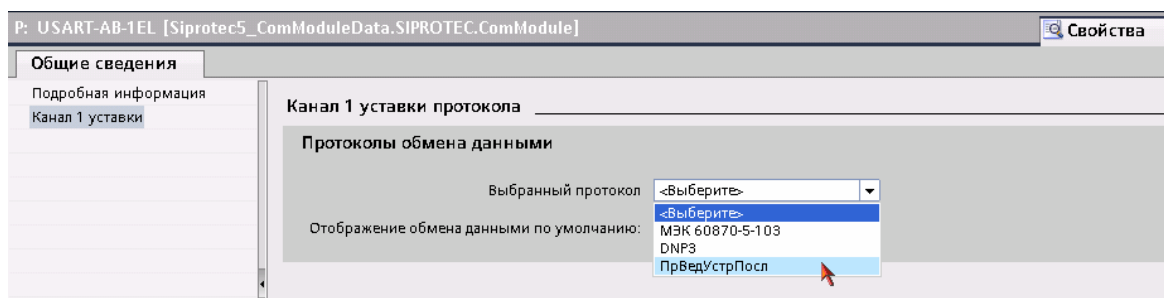 P: USART-AB-1EL [Siprotec5_ComModuleData.SIPROTEC.ComModule]
Свойства
Общие сведения
Подробная информация
Канал 1 уставки
Канал 1 уставки протокола
Протоколы обмена данными
Выбранный протокол <Выберите>
<Выберите>
Отображение обмена данными по умолчанию: МЭК 60870-5-103
DNP3
ПрВедУстрПосл